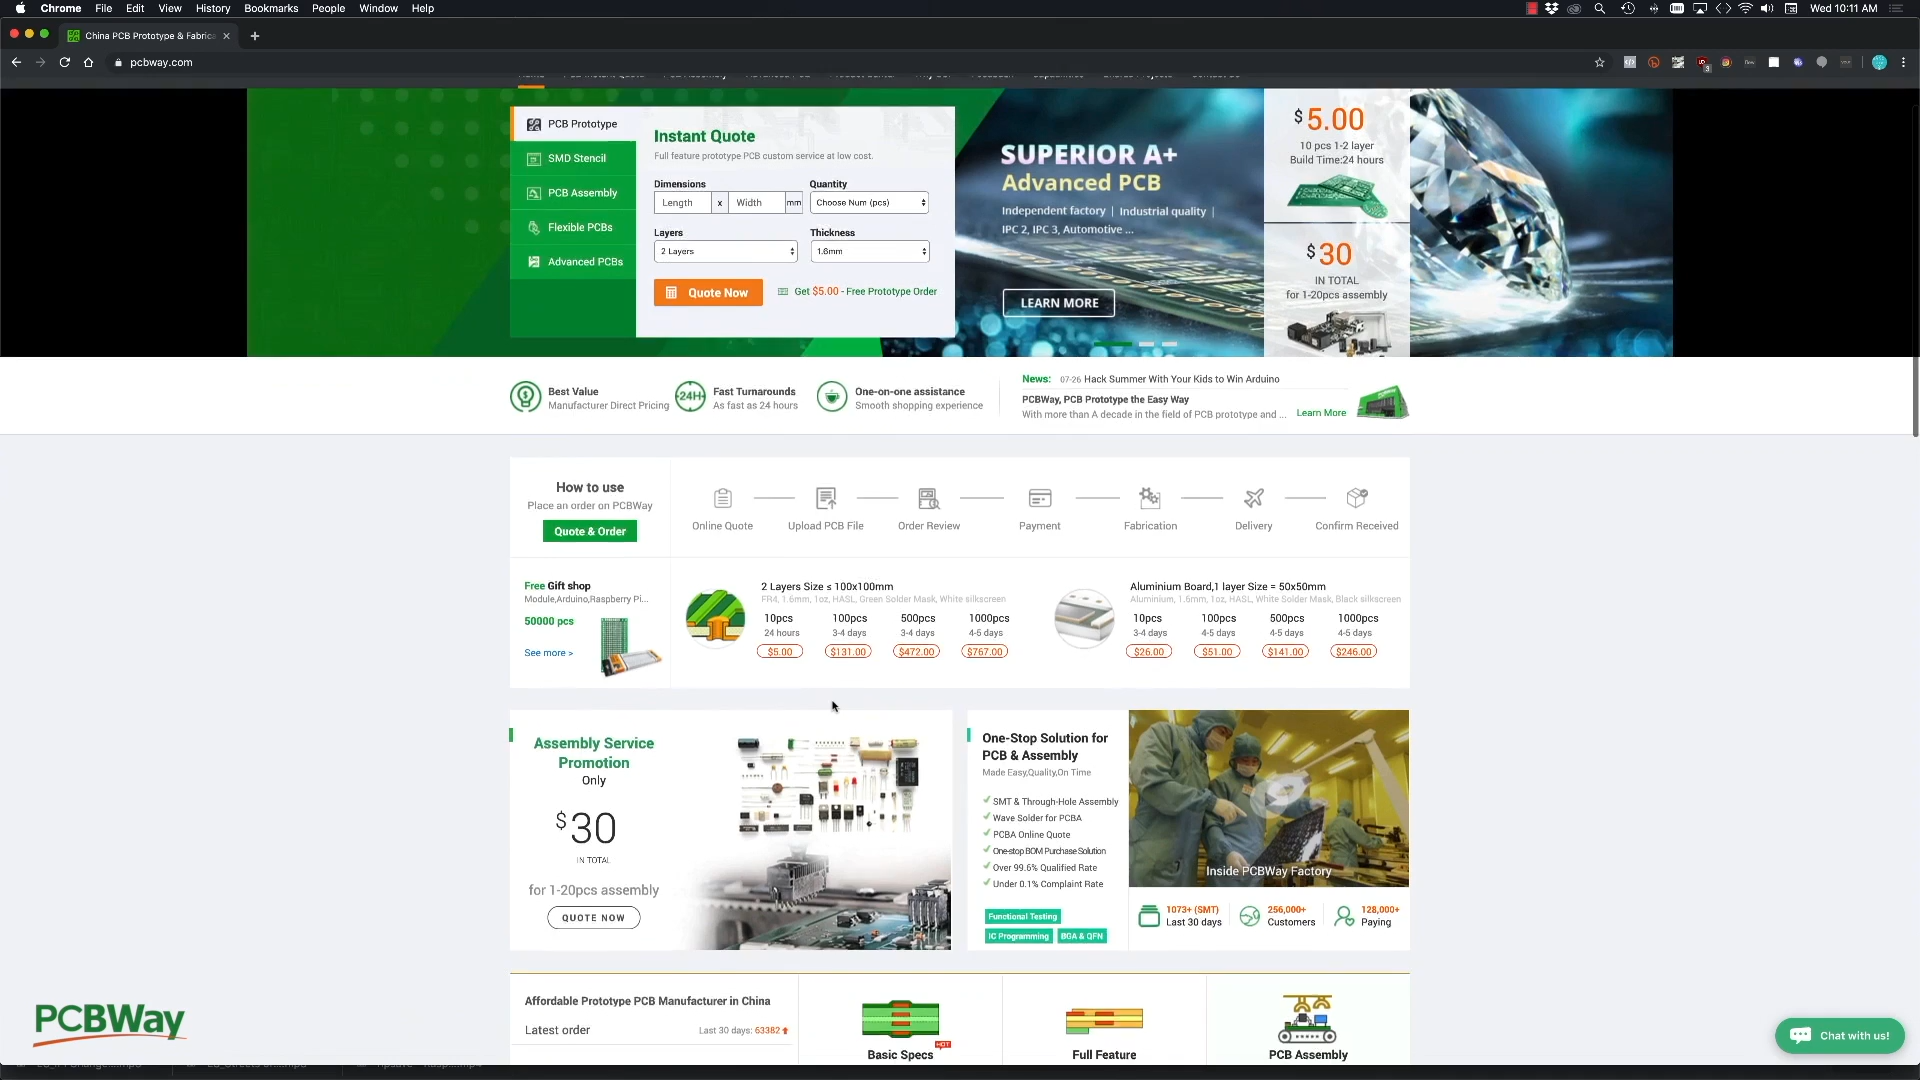 Chrome File Edit View History Bookmarks People Window Help
Wed 10:11 AM
China PCB Prototype & Fabrica
pcbway.com
PCB Prototype
SMD Stencil
PCB Assembly
Flexible PCBs
Advanced PCBs
Instant Quote
Full feature prototype PCB custom service at low cost.
Dimensions
Quantity
Length x Width mm
Choose Num (pcs)
Layers
Thickness
2 Layers
1.6mm
Quote Now
Get $5.00 - Free Prototype Order
SUPERIOR A+
Advanced PCB
Independent factory | Industrial quality |
IPC 2, IPC 3, Automotive ...
LEARN MORE
$5.00
10 pcs 1-2 layer
Build Time:24 hours
$30
IN TOTAL
for 1-20pcs assembly
Best Value
Manufacturer Direct Pricing
24H
Fast Turnarounds
As fast as 24 hours
One-on-one assistance
Smooth shopping experience
News: 07-26 Hack Summer With Your Kids to Win Arduino
PCBWay, PCB Prototype the Easy Way
With more than A decade in the field of PCB prototype and ... Learn More
How to use
Place an order on PCBWay
Quote & Order
Online Quote
Upload PCB File
Order Review
Payment
Fabrication
Delivery
Confirm Received
Free Gift shop
Module,Arduino,Raspberry Pi...
50000 pcs
See more >
2 Layers Size ≤ 100x100mm
FR4, 1.6mm, 1oz, HASL, Green Solder Mask, White silkscreen
10pcs 100pcs 500pcs 1000pcs
24 hours 3-4 days 3-4 days 4-5 days
$5.00 $131.00 $472.00 $767.00
Aluminium Board,1 layer Size = 50x50mm
Aluminium, 1.6mm, 1oz, HASL, White Solder Mask, Black silkscreen
10pcs 100pcs 500pcs 1000pcs
3-4 days 4-5 days 4-5 days 4-5 days
$26.00 $51.00 $141.00 $246.00
Assembly Service
Promotion
Only
$30
IN TOTAL
for 1-20pcs assembly
QUOTE NOW
One-Stop Solution for
PCB & Assembly
Made Easy,Quality,On Time
SMT & Through-Hole Assembly
Wave Solder for PCBA
PCBA Online Quote
One-stop BOM Purchase Solution
Over 99.6% Qualified Rate
Under 0.1% Complaint Rate
Functional Testing
IC Programming BGA & QFN
Inside PCBWay Factory
1073+ (SMT)
Last 30 days
256,000+
Customers
128,000+
Paying
Affordable Prototype PCB Manufacturer in China
Latest order
Last 30 days: 63382
HOT
Basic Specs
Full Feature
PCB Assembly
PCBWay
Chat with us!